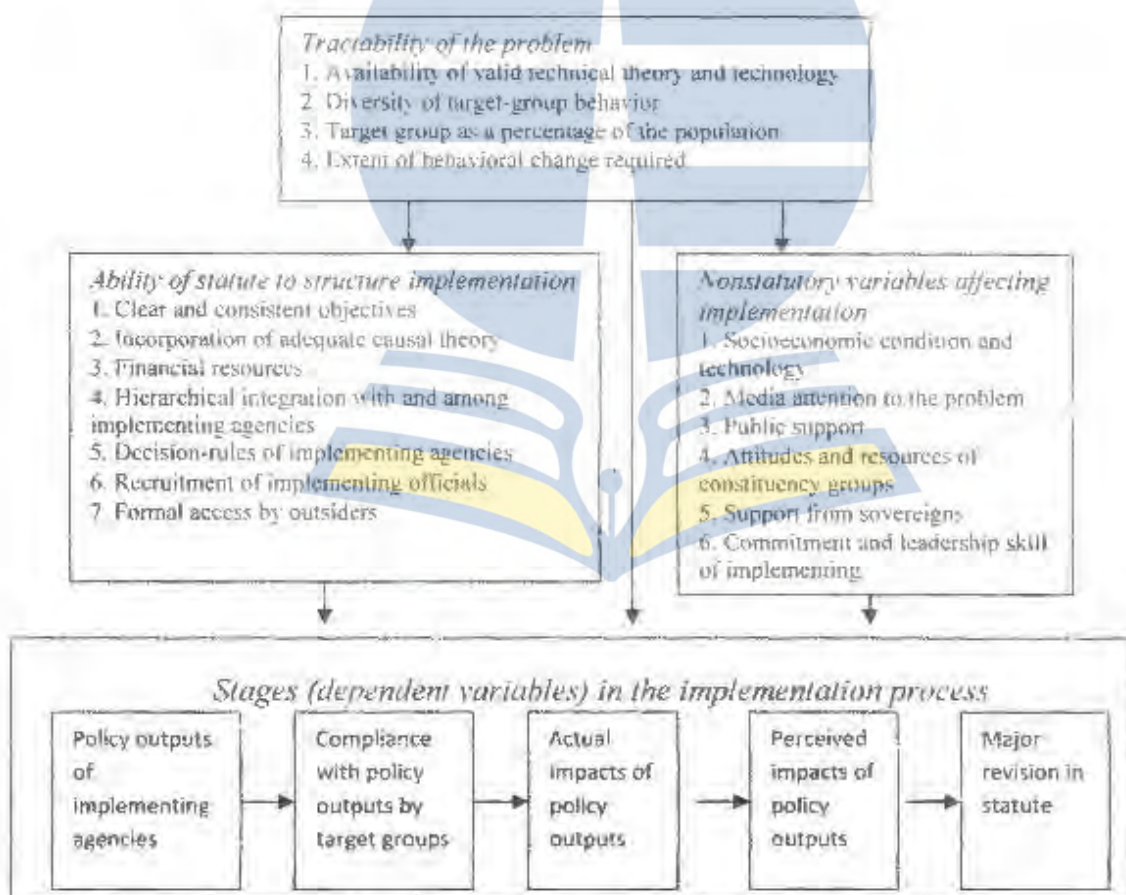 Tractability of the problem
1. Availability of valid technical theory and technology
2. Diversity of target-group behavior
3. Target group as a percentage of the population
4. Extent of behavioral change required
Ability of statute to structure implementation
1. Clear and consistent objectives
2. Incorporation of adequate causal theory
3. Financial resources
4. Hierarchical integration with and among
implementing agencies
5. Decision-rules of implementing agencies
6. Recruitment of implementing officials
7. Formal access by outsiders
Nonstatutory variables affecting
implementation
1. Socioeconomic condition and
technology
2. Media attention to the problem
3. Public support
4. Attitudes and resources of
constituency groups
5. Support from sovereigns
6. Commitment and leadership skill
of implementing
Stages (dependent variables) in the implementation process
Policy outputs
of
implementing
agencies
Compliance
with policy
outputs by
target groups
Actual
impacts of
policy
outputs
Perceived
impacts of
policy
outputs
Major
revision in
statute